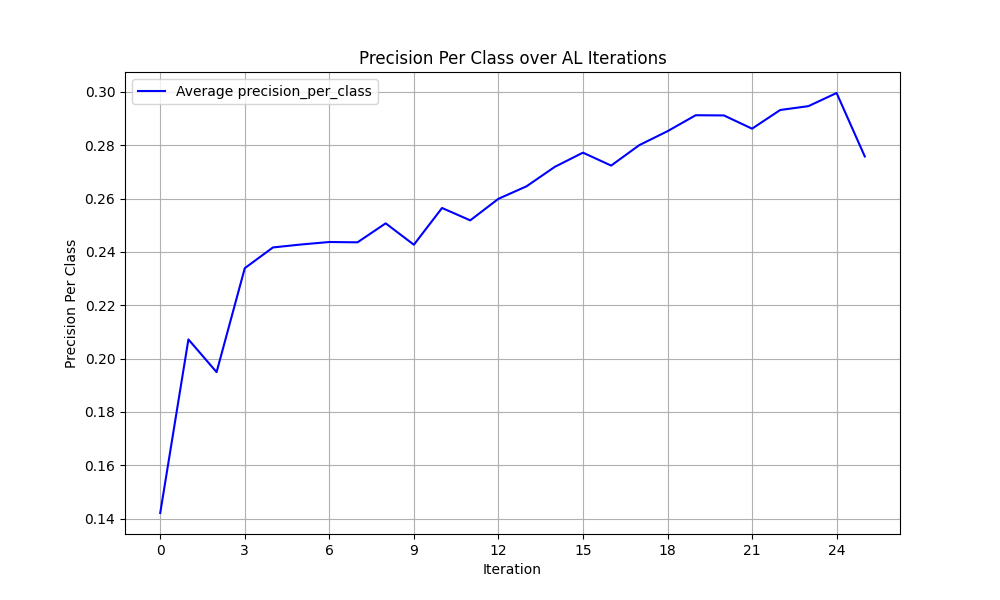 Precision Per Class over AL Iterations
Average precision_per_class
Precision Per Class
0.30
0.28
0.26
0.24
0.22
0.20
0.18
0.16
0.14
0 3 6 9 12 15 18 21 24
Iteration